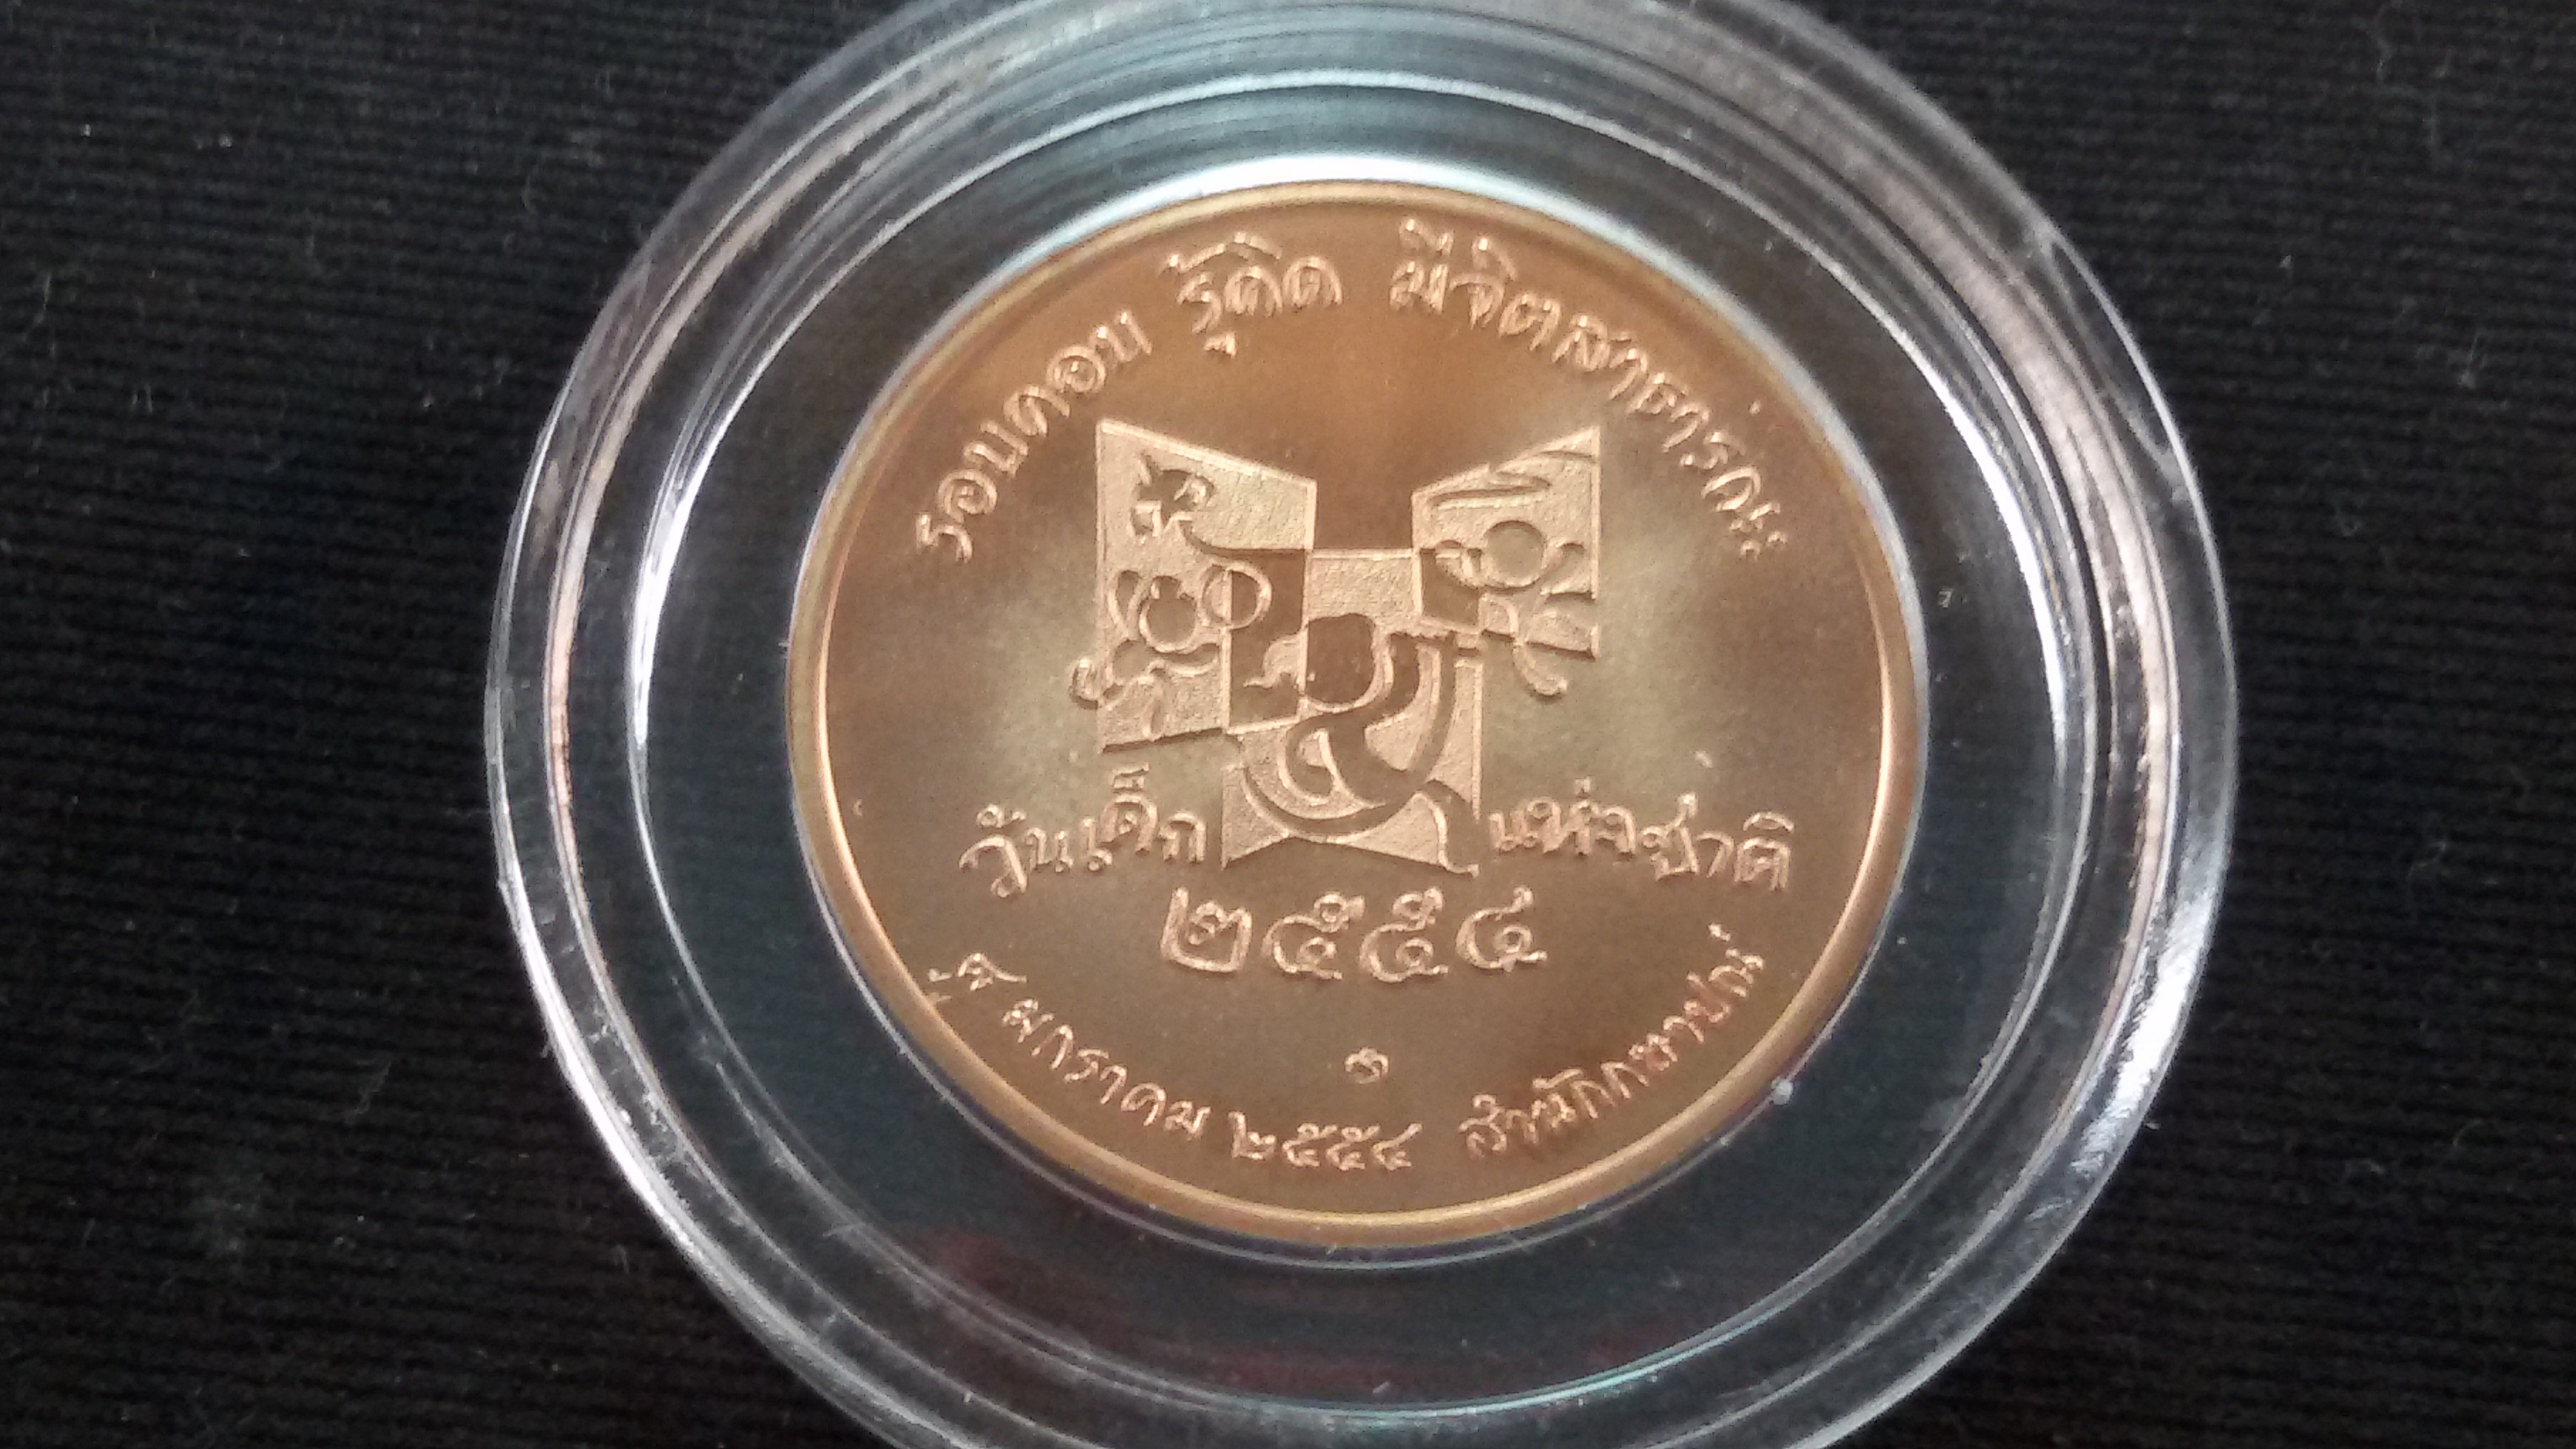 รอบคอบ รู้คิด มีจิตสาธารณะ
วันเด็ก แห่งชาติ
๒๕๕๔
๘ มกราคม ๒๕๕๔ สำนักกษาปณ์